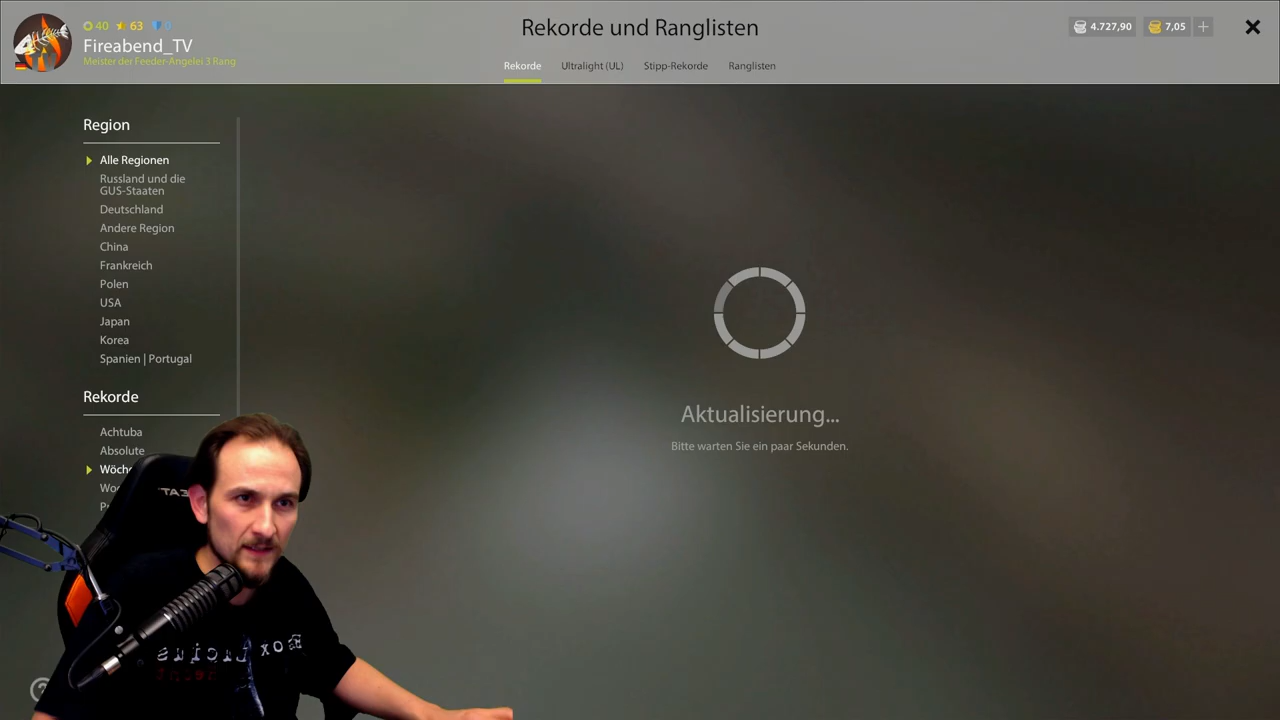 40 63 0
Fireabend_TV
Meister der Feeder-Angelei 3 Rang
Rekorde und Ranglisten
4.727,90 7,05 +
Rekorde Ultralight (UL) Stipp-Rekorde Ranglisten
Region
Alle Regionen
Russland und die
GUS-Staaten
Deutschland
Andere Region
China
Frankreich
Polen
USA
Japan
Korea
Spanien | Portugal
Rekorde
Achtuba
Absolute
Aktualisierung...
Bitte warten Sie ein paar Sekunden.